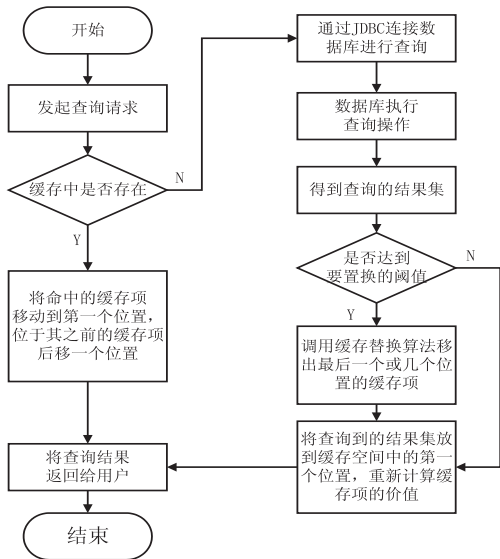 开始
发起查询请求
缓存中是否存在
N
Y
将命中的缓存项
移动到第一个位置，
位于其之前的缓存项
后移一个位置
将查询结果
返回给用户
结束
通过JDBC连接数
据库进行查询
数据库执行
查询操作
得到查询的结果集
是否达到
要置换的阈值
N
Y
调用缓存替换算法移
出最后一个或几个位
置的缓存项
将查询到的结果集放
到缓存空间中的第一
个位置，重新计算缓
存项的价值